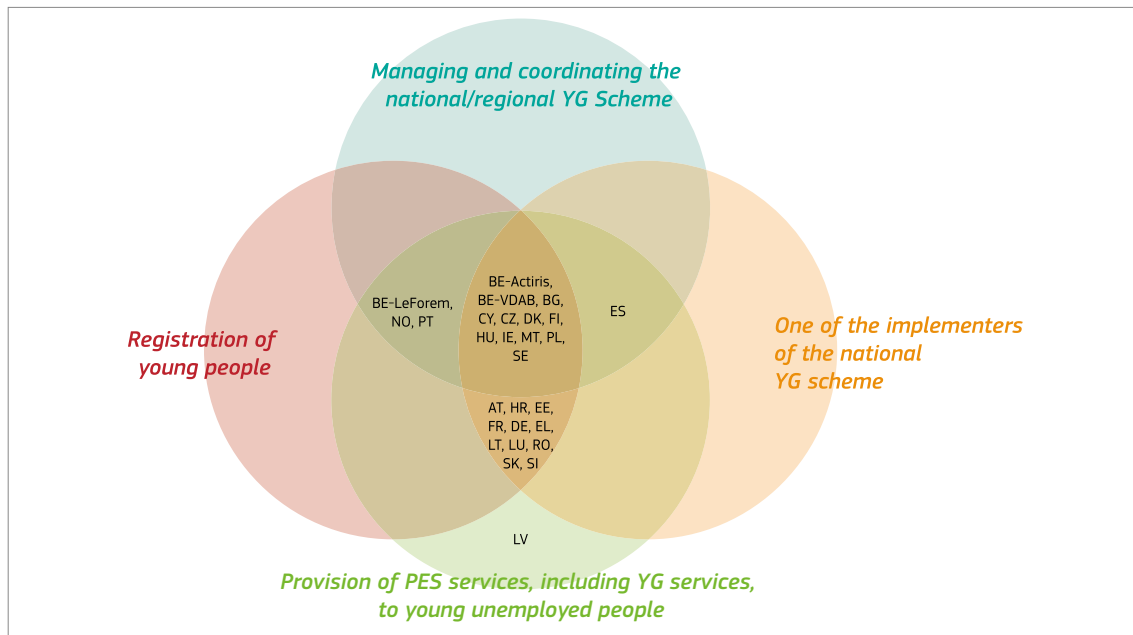 Managing and coordinating the
national/regional YG Scheme
BE-Actiris,
BE-VDAB, BG,
CY, CZ, DK, FI,
HU, IE, MT, PL,
SE
BE-LeForem,
NO, PT
ES
Registration of
young people
One of the implementers
of the national
YG scheme
AT, HR, EE,
FR, DE, EL,
LT, LU, RO,
SK, SI
LV
Provision of PES services, including YG services,
to young unemployed people